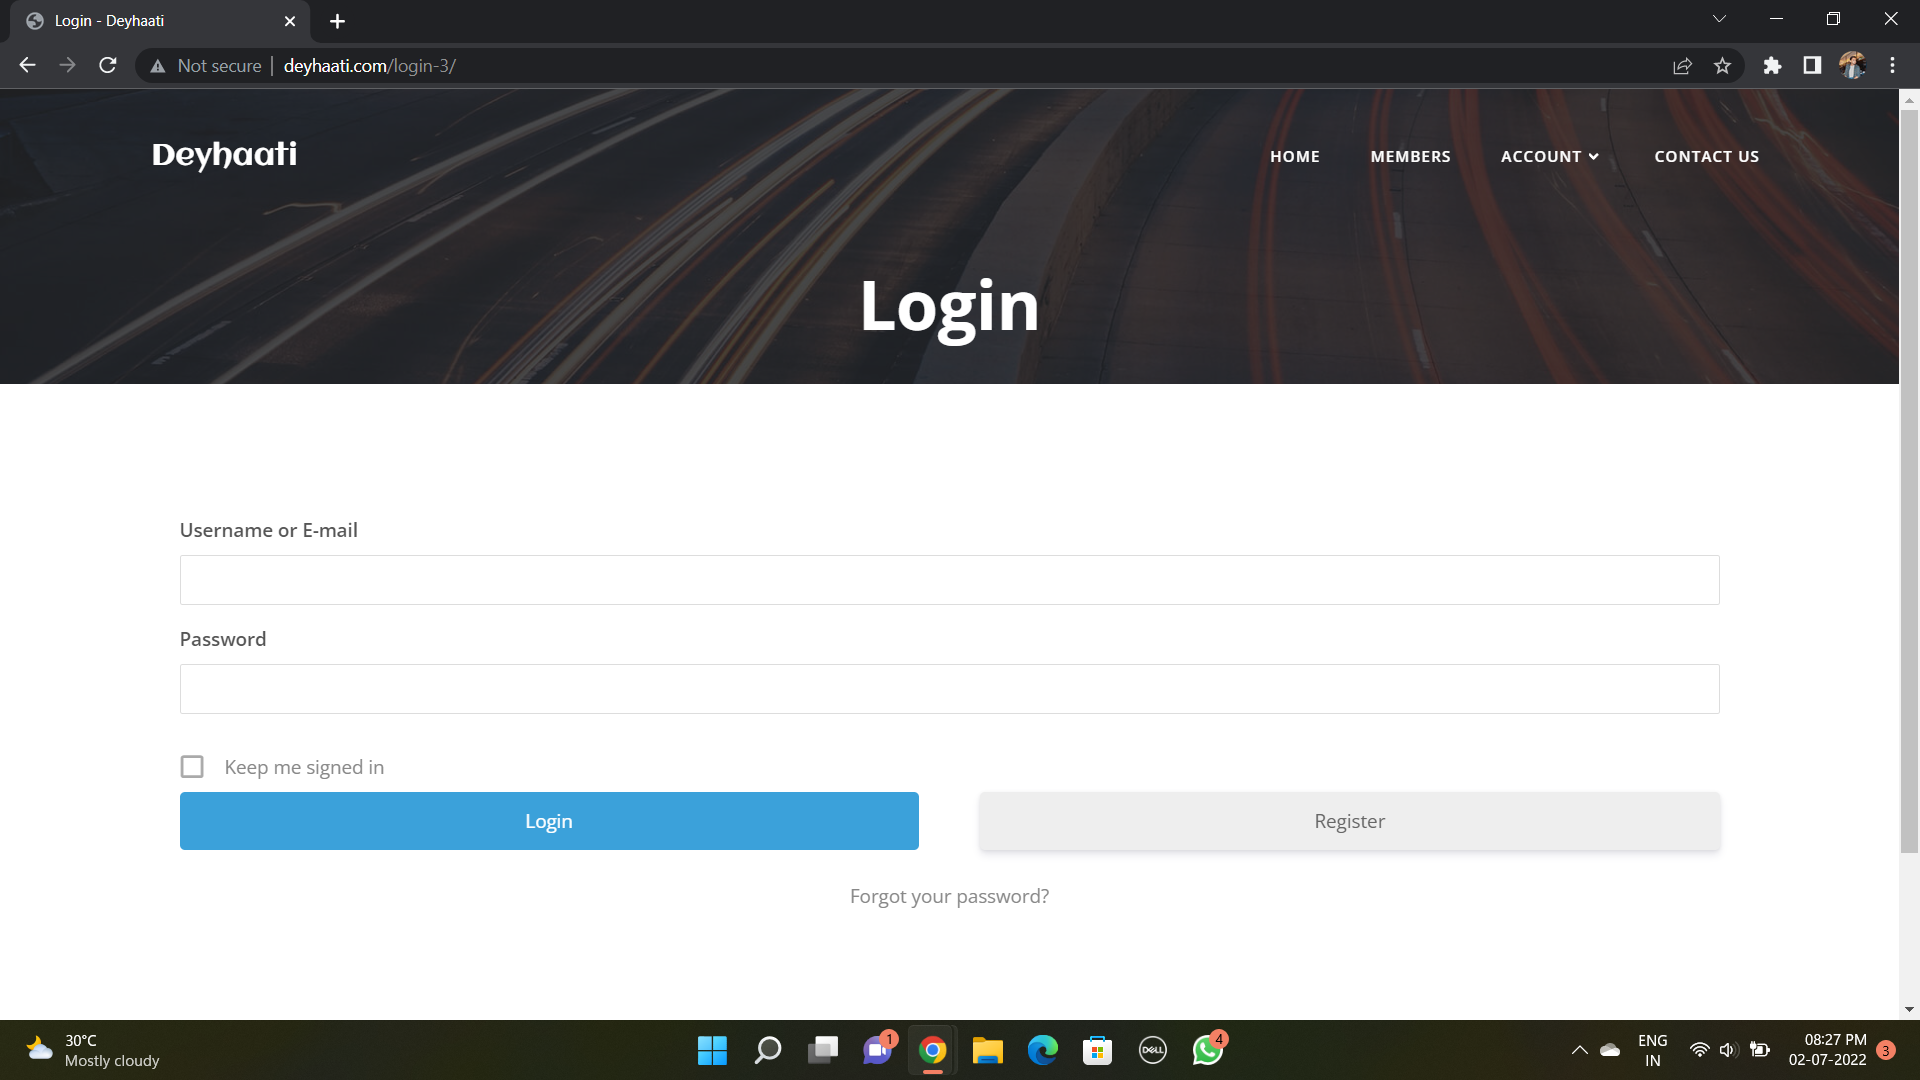 Login - Deyhaati
Not secure | deyhaati.com/login-3/
Deyhaati
HOME MEMBERS ACCOUNT CONTACT US
Login
Username or E-mail
Password
Keep me signed in
Login Register
Forgot your password?
30°C
Mostly cloudy
1
DELL
4
ENG
IN
08:27 PM
02-07-2022
3